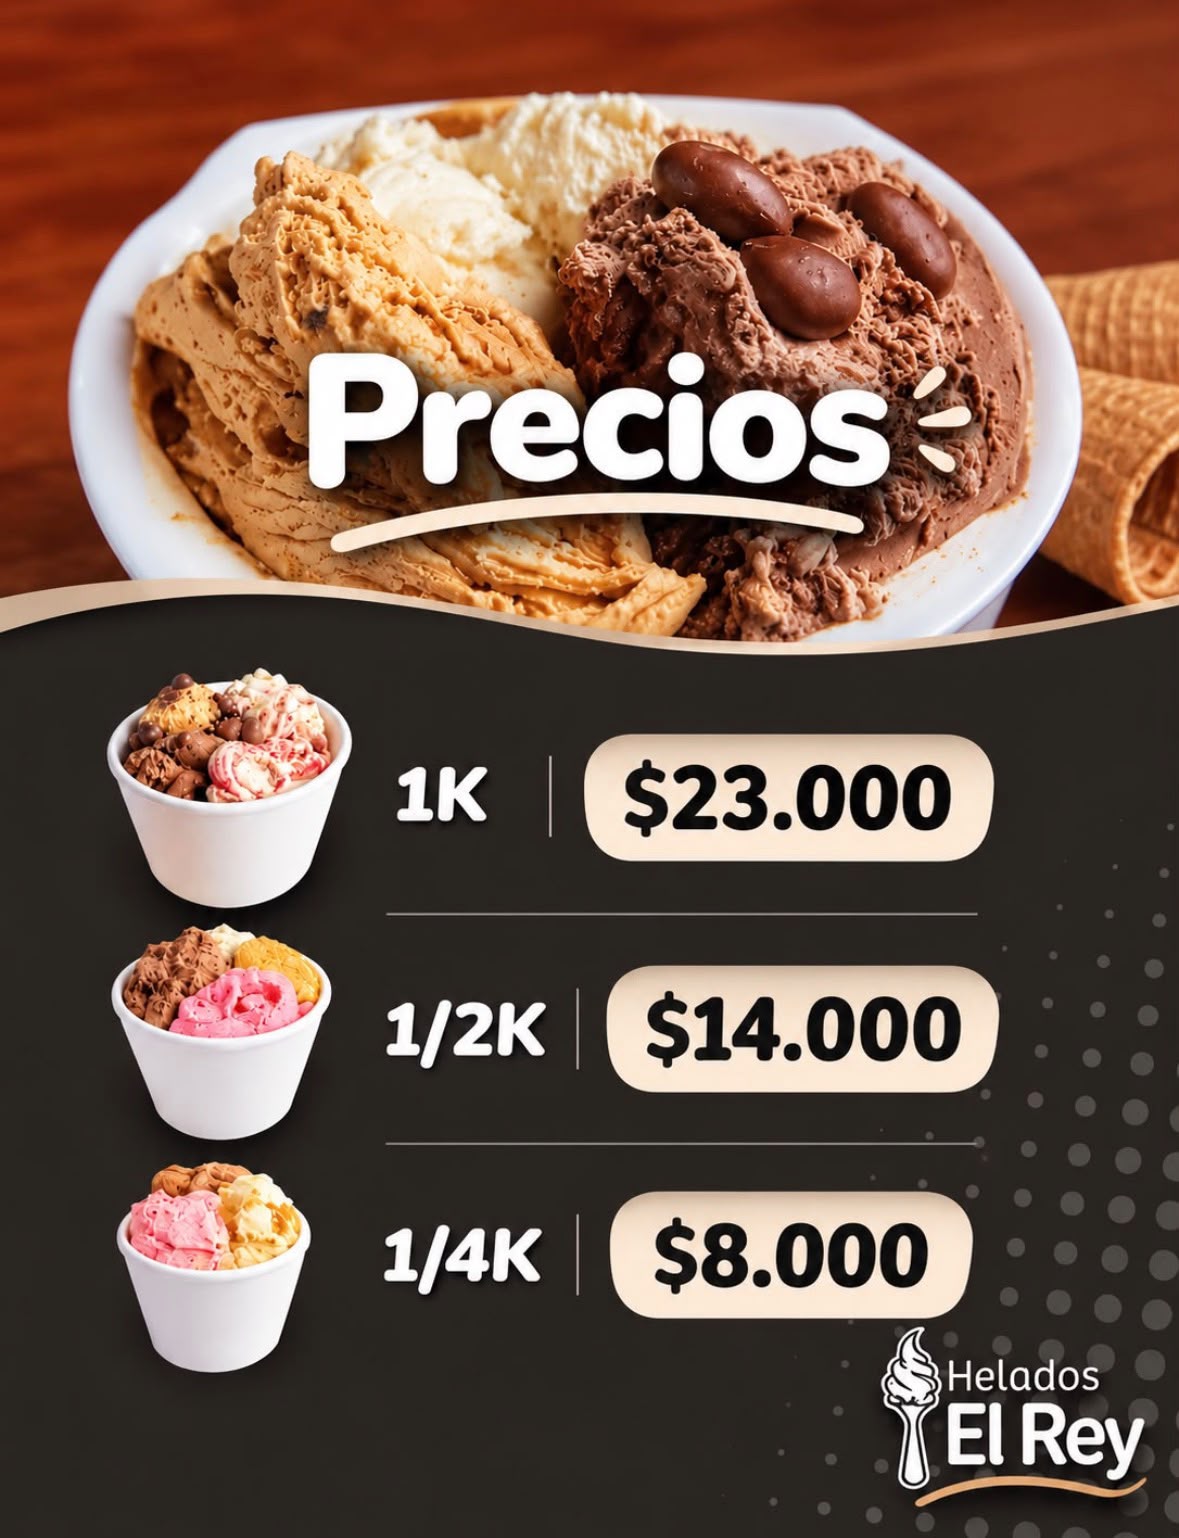 Precios
1K
$23.000
1/2K
$14.000
1/4K
$8.000
Helados
El Rey